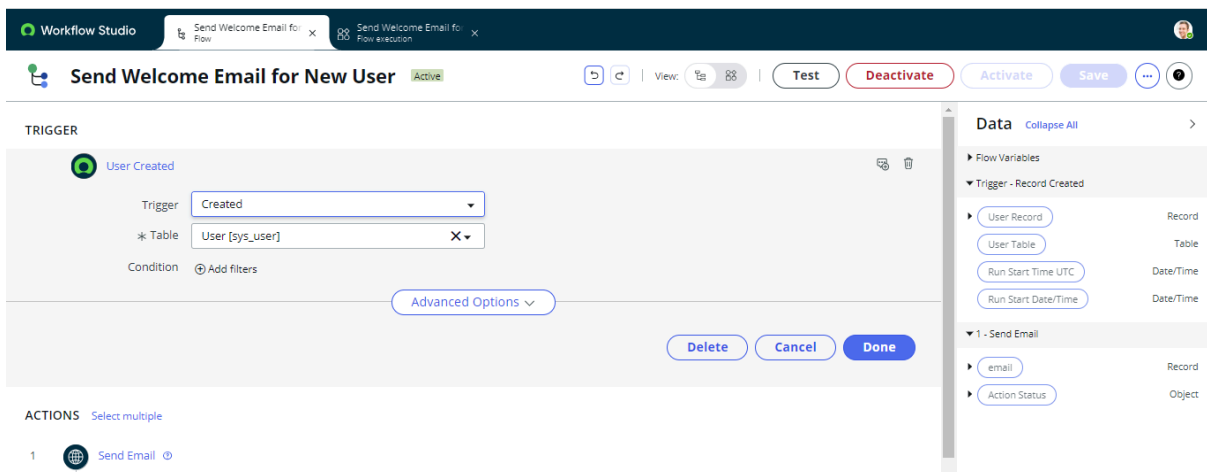 Workflow Studio
Send Welcome Email for
Flow
Send Welcome Email for
Flow execution
Send Welcome Email for New User Active
View: Test Deactivate Activate Save
TRIGGER
User Created
Trigger Created
* Table User [sys_user]
Condition Add filters
Advanced Options
Delete Cancel Done
ACTIONS Select multiple
1 Send Email
Data Collapse All
Flow Variables
Trigger - Record Created
User Record Record
User Table Table
Run Start Time UTC Date/Time
Run Start Date/Time Date/Time
1 - Send Email
email Record
Action Status Object